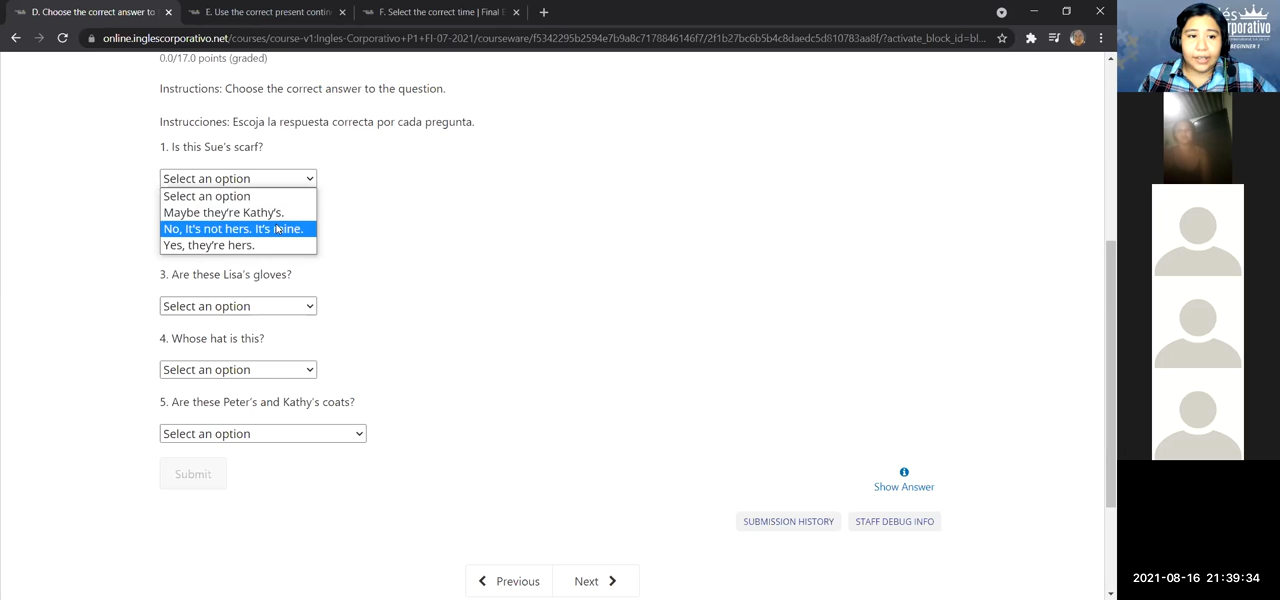 D. Choose the correct answer to
E. Use the correct present contin
F. Select the correct time | Final E
online.inglescorporativo.net/courses/course-v1:Ingles-Corporativo+P1+FI-07-2021/courseware/f5342295b2594e7b9a8c7178846146f7/2f1b27bc6b5b4c8daedc5d810783aa8f/?activate_block_id=bl...
0.0/17.0 points (graded)
Instructions: Choose the correct answer to the question.
Instrucciones: Escoja la respuesta correcta por cada pregunta.
1. Is this Sue's scarf?
Select an option
Select an option
Maybe they're Kathy's.
No, It's not hers. It's mine.
Yes, they're hers.
3. Are these Lisa's gloves?
Select an option
4. Whose hat is this?
Select an option
5. Are these Peter's and Kathy's coats?
Select an option
Submit
Show Answer
SUBMISSION HISTORY
STAFF DEBUG INFO
Previous
Next
BEGINNER 1
2021-08-16 21:39:34